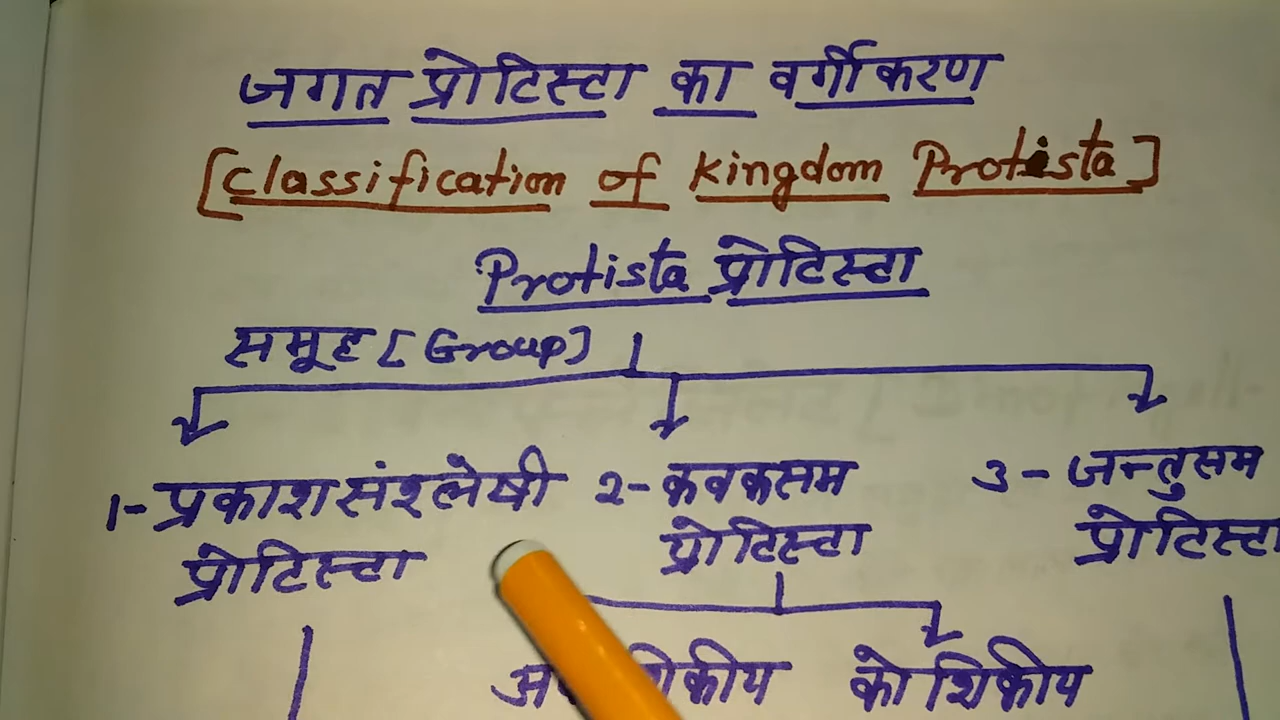 जगत प्रोटिस्टा का वर्गीकरण
[Classification of Kingdom Protista]
Protista प्रोटिस्टा
समूह [Group]
1- प्रकाशसंश्लेषी 2- कवकसम 3- जन्तुसम
प्रोटिस्टा प्रोटिस्टा प्रोटिस्टा
कोशिकीय